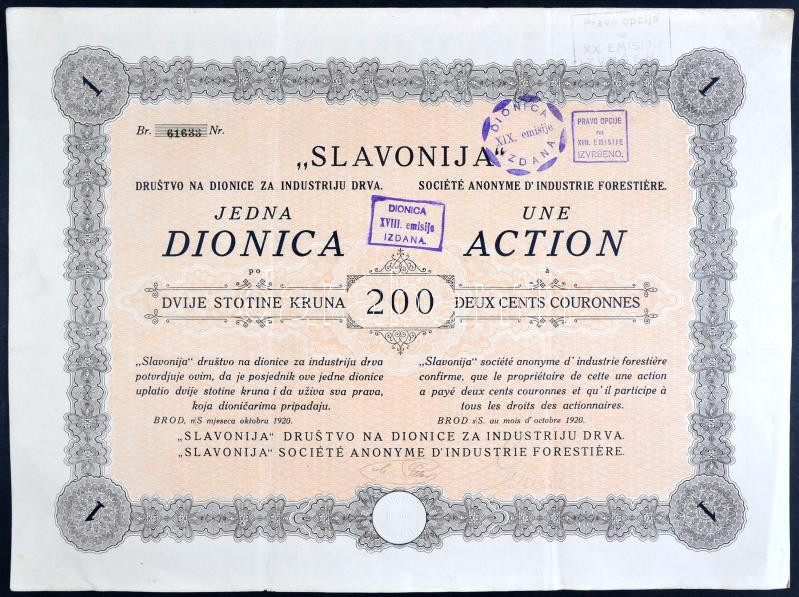 Pravo opcije
na
XX. EMISIJU
1
1
DIONICA
XIX. emisije
IZDANA.
PRAVO OPCIJE
na
XVII. EMISIJE
IZVRŠENO.
Br. 61633 Nr.
„SLAVONIJA“
DRUŠTVO NA DIONICE ZA INDUSTRIJU DRVA. SOCIÉTÉ ANONYME D'INDUSTRIE FORESTIÈRE.
JEDNA UNE
DIONICA
XVIII. emisije
IZDANA.
DIONICA ACTION
po à
DVIJE STOTINE KRUNA 200 DEUX CENTS COURONNES
„Slavonija“ društvo na dionice za industriju drva
potvrdjuje ovim, da je posjednik ove jedne dionice
uplatio dvije stotine kruna i da uživa sva prava,
koja dioničarima pripadaju.
BROD, n/S mjeseca oktobra 1920.
„Slavonija“ société anonyme d'industrie forestière
confirme, que le propriétaire de cette une action
a payé deux cents couronnes et qu'il participe à
tous les droits des actionnaires.
BROD s/S. au mois d'octobre 1920.
„SLAVONIJA“ DRUŠTVO NA DIONICE ZA INDUSTRIJU DRVA.
„SLAVONIJA“ SOCIÉTÉ ANONYME D'INDUSTRIE FORESTIÈRE.
1
1